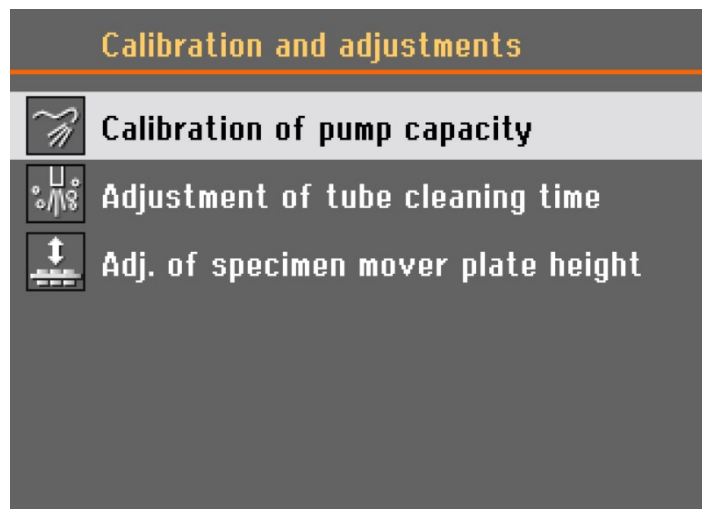 Calibration and adjustments
Calibration of pump capacity
Adjustment of tube cleaning time
Adj. of specimen mover plate height